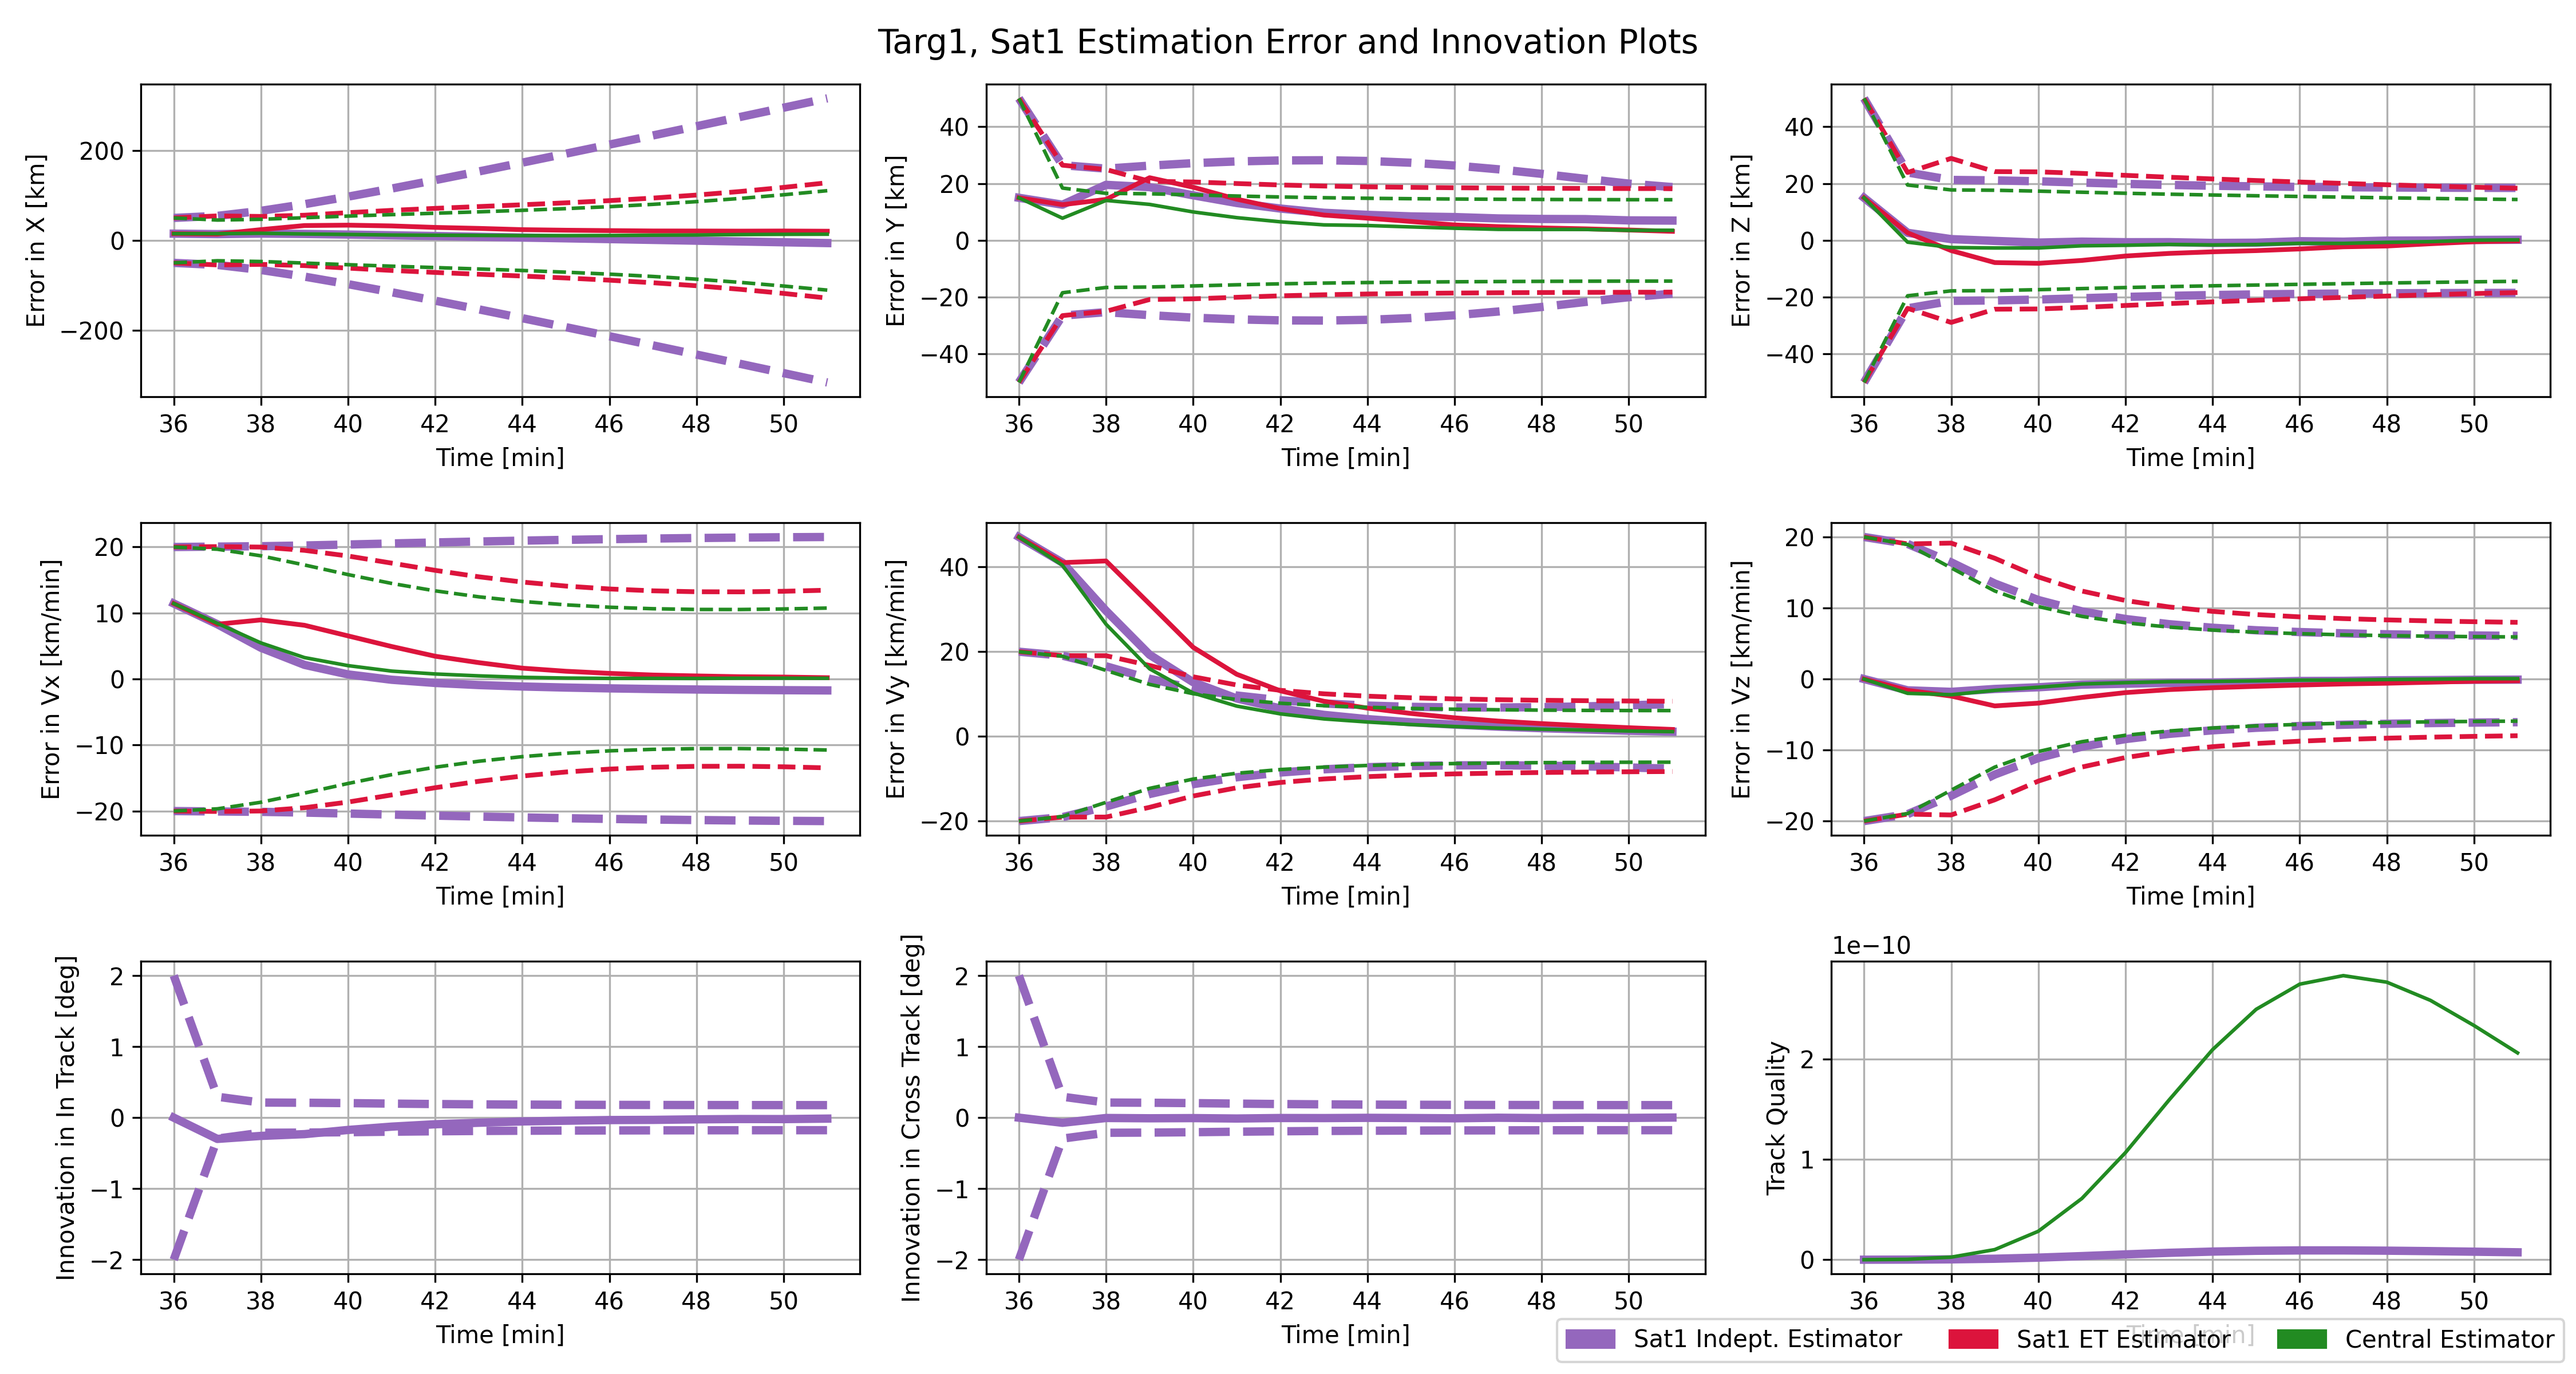 Targ1, Sat1 Estimation Error and Innovation Plots
Error in X [km]
200
0
−200
36 38 40 42 44 46 48 50
Time [min]
Error in Y [km]
40
20
0
−20
−40
36 38 40 42 44 46 48 50
Time [min]
Error in Z [km]
40
20
0
−20
−40
36 38 40 42 44 46 48 50
Time [min]
Error in Vx [km/min]
20
10
0
−10
−20
36 38 40 42 44 46 48 50
Time [min]
Error in Vy [km/min]
40
20
0
−20
36 38 40 42 44 46 48 50
Time [min]
Error in Vz [km/min]
20
10
0
−10
−20
36 38 40 42 44 46 48 50
Time [min]
Innovation in In Track [deg]
2
1
0
−1
−2
36 38 40 42 44 46 48 50
Time [min]
Innovation in Cross Track [deg]
2
1
0
−1
−2
36 38 40 42 44 46 48 50
Time [min]
1e−10
Track Quality
2
1
0
36 38 40 42 44 46 48 50
Time [min]
Sat1 Indept. Estimator
Sat1 ET Estimator
Central Estimator